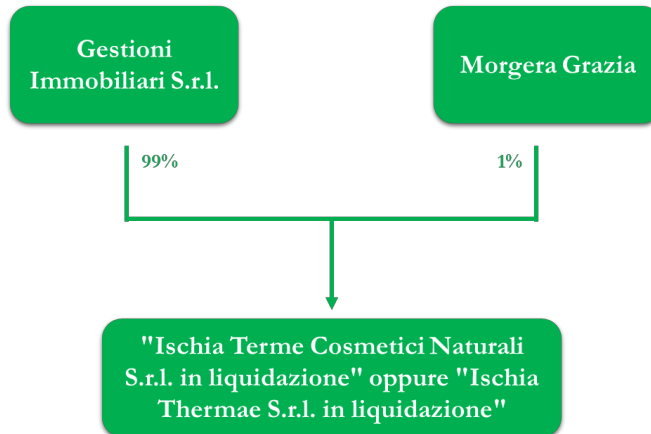 Gestioni
Immobiliari S.r.l.
Morgera Grazia
99%
1%
"Ischia Terme Cosmetici Naturali
S.r.l. in liquidazione" oppure "Ischia
Thermae S.r.l. in liquidazione"